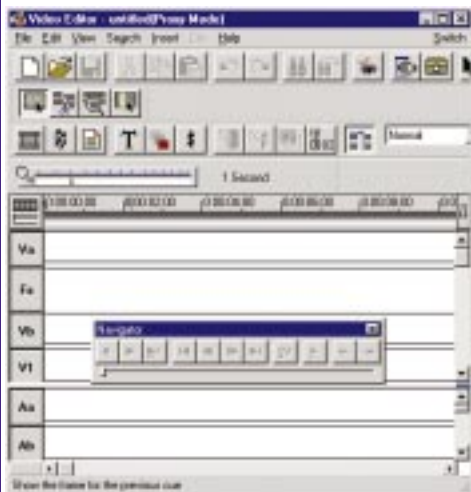 Video Editor - untitled(Proxy Mode)
File Edit View Search Insert Help Switch
T Normal
1 Second
Va
Fa
Navigator
Vb
V1
Aa
Ab
Show the frame for the previous cue